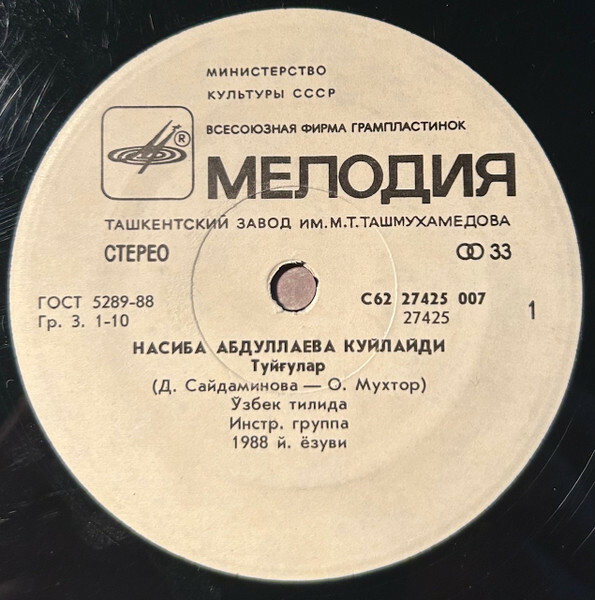 МИНИСТЕРСТВО
КУЛЬТУРЫ СССР
ВСЕСОЮЗНАЯ ФИРМА ГРАМПЛАСТИНОК
®
МЕЛОДИЯ
ТАШКЕНТСКИЙ ЗАВОД ИМ.М.Т.ТАШМУХАМЕДОВА
СТЕРЕО 33
ГОСТ 5289-88 С62 27425 007
Гр. 3. 1-10 27425 1
НАСИБА АБДУЛЛАЕВА КУЙЛАЙДИ
Туйғулар
(Д. Сайдаминова — О. Мухтор)
Ўзбек тилида
Инстр. группа
1988 й. ёзуви